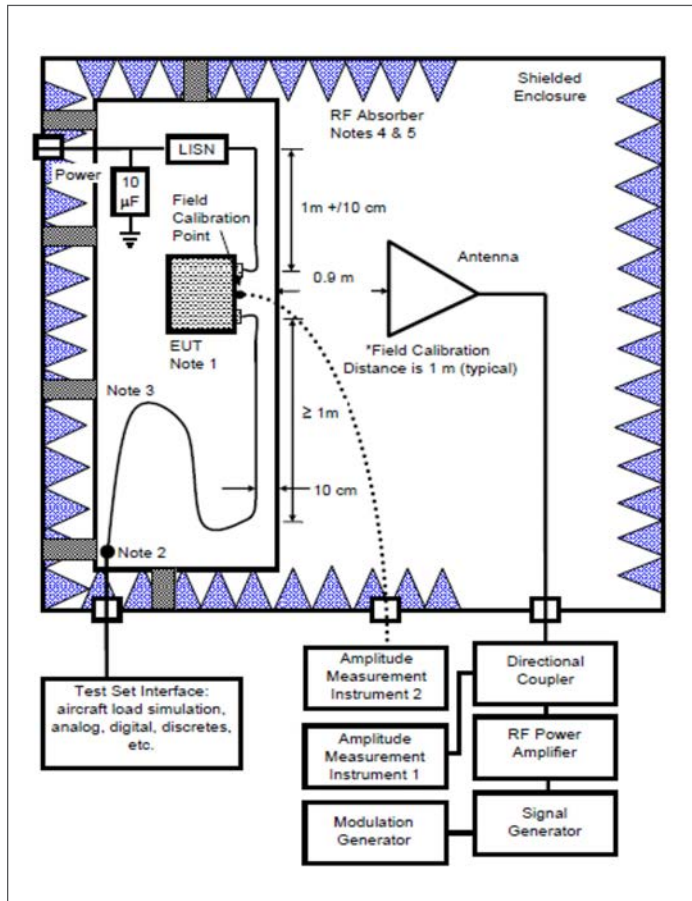 Shielded
Enclosure
RF Absorber
Notes 4 & 5
LISN
Power
10
µF
Field
Calibration
Point
1m +/10 cm
0.9 m
Antenna
EUT
Note 1
*Field Calibration
Distance is 1 m (typical)
Note 3
≥ 1m
10 cm
Note 2
Test Set Interface:
aircraft load simulation,
analog, digital, discretes,
etc.
Amplitude
Measurement
Instrument 2
Directional
Coupler
Amplitude
Measurement
Instrument 1
RF Power
Amplifier
Modulation
Generator
Signal
Generator